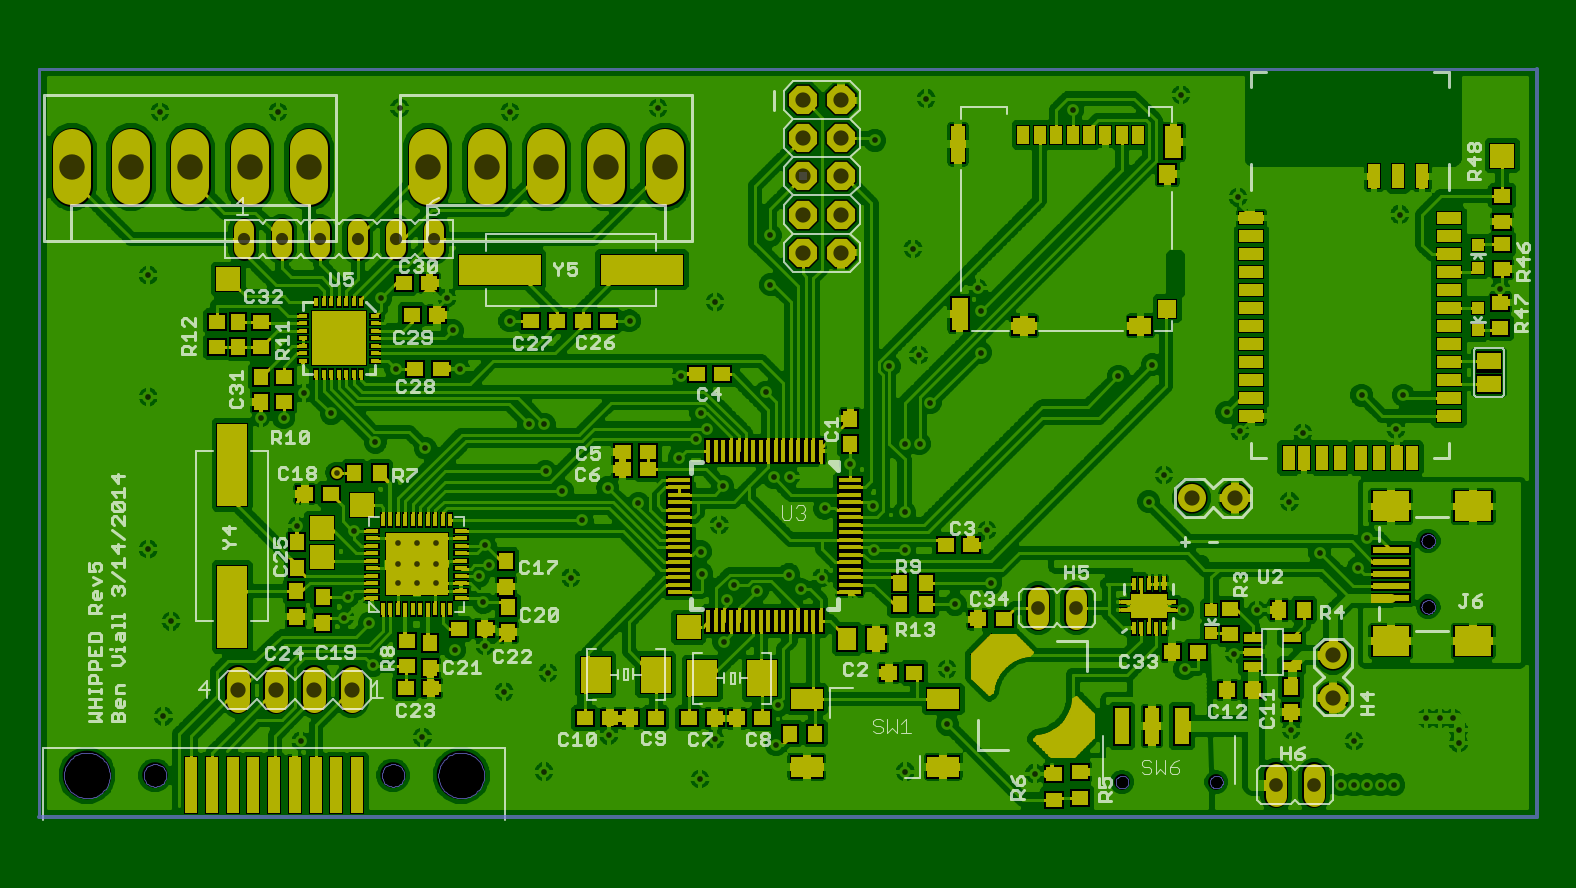 1
6
R48
C30
U5
Y5
C32
R46
R47
R12
R11
C29
C27
C26
C28
C31
C4
C1
R10
C5
C6
C18
R7
U3
+ -
Y4
C25
C3
C17
R9
H5
U2
R3
C34
J6
C20
R13
R4
WHIPPED Rev5
Ben Viall 3/14/2014
C24
C19
R8
C22
C21
C2
C33
4
1
C23
C12
C11
H4
C10
C9
C7
C8
SW1
H6
SW6
R6
R5